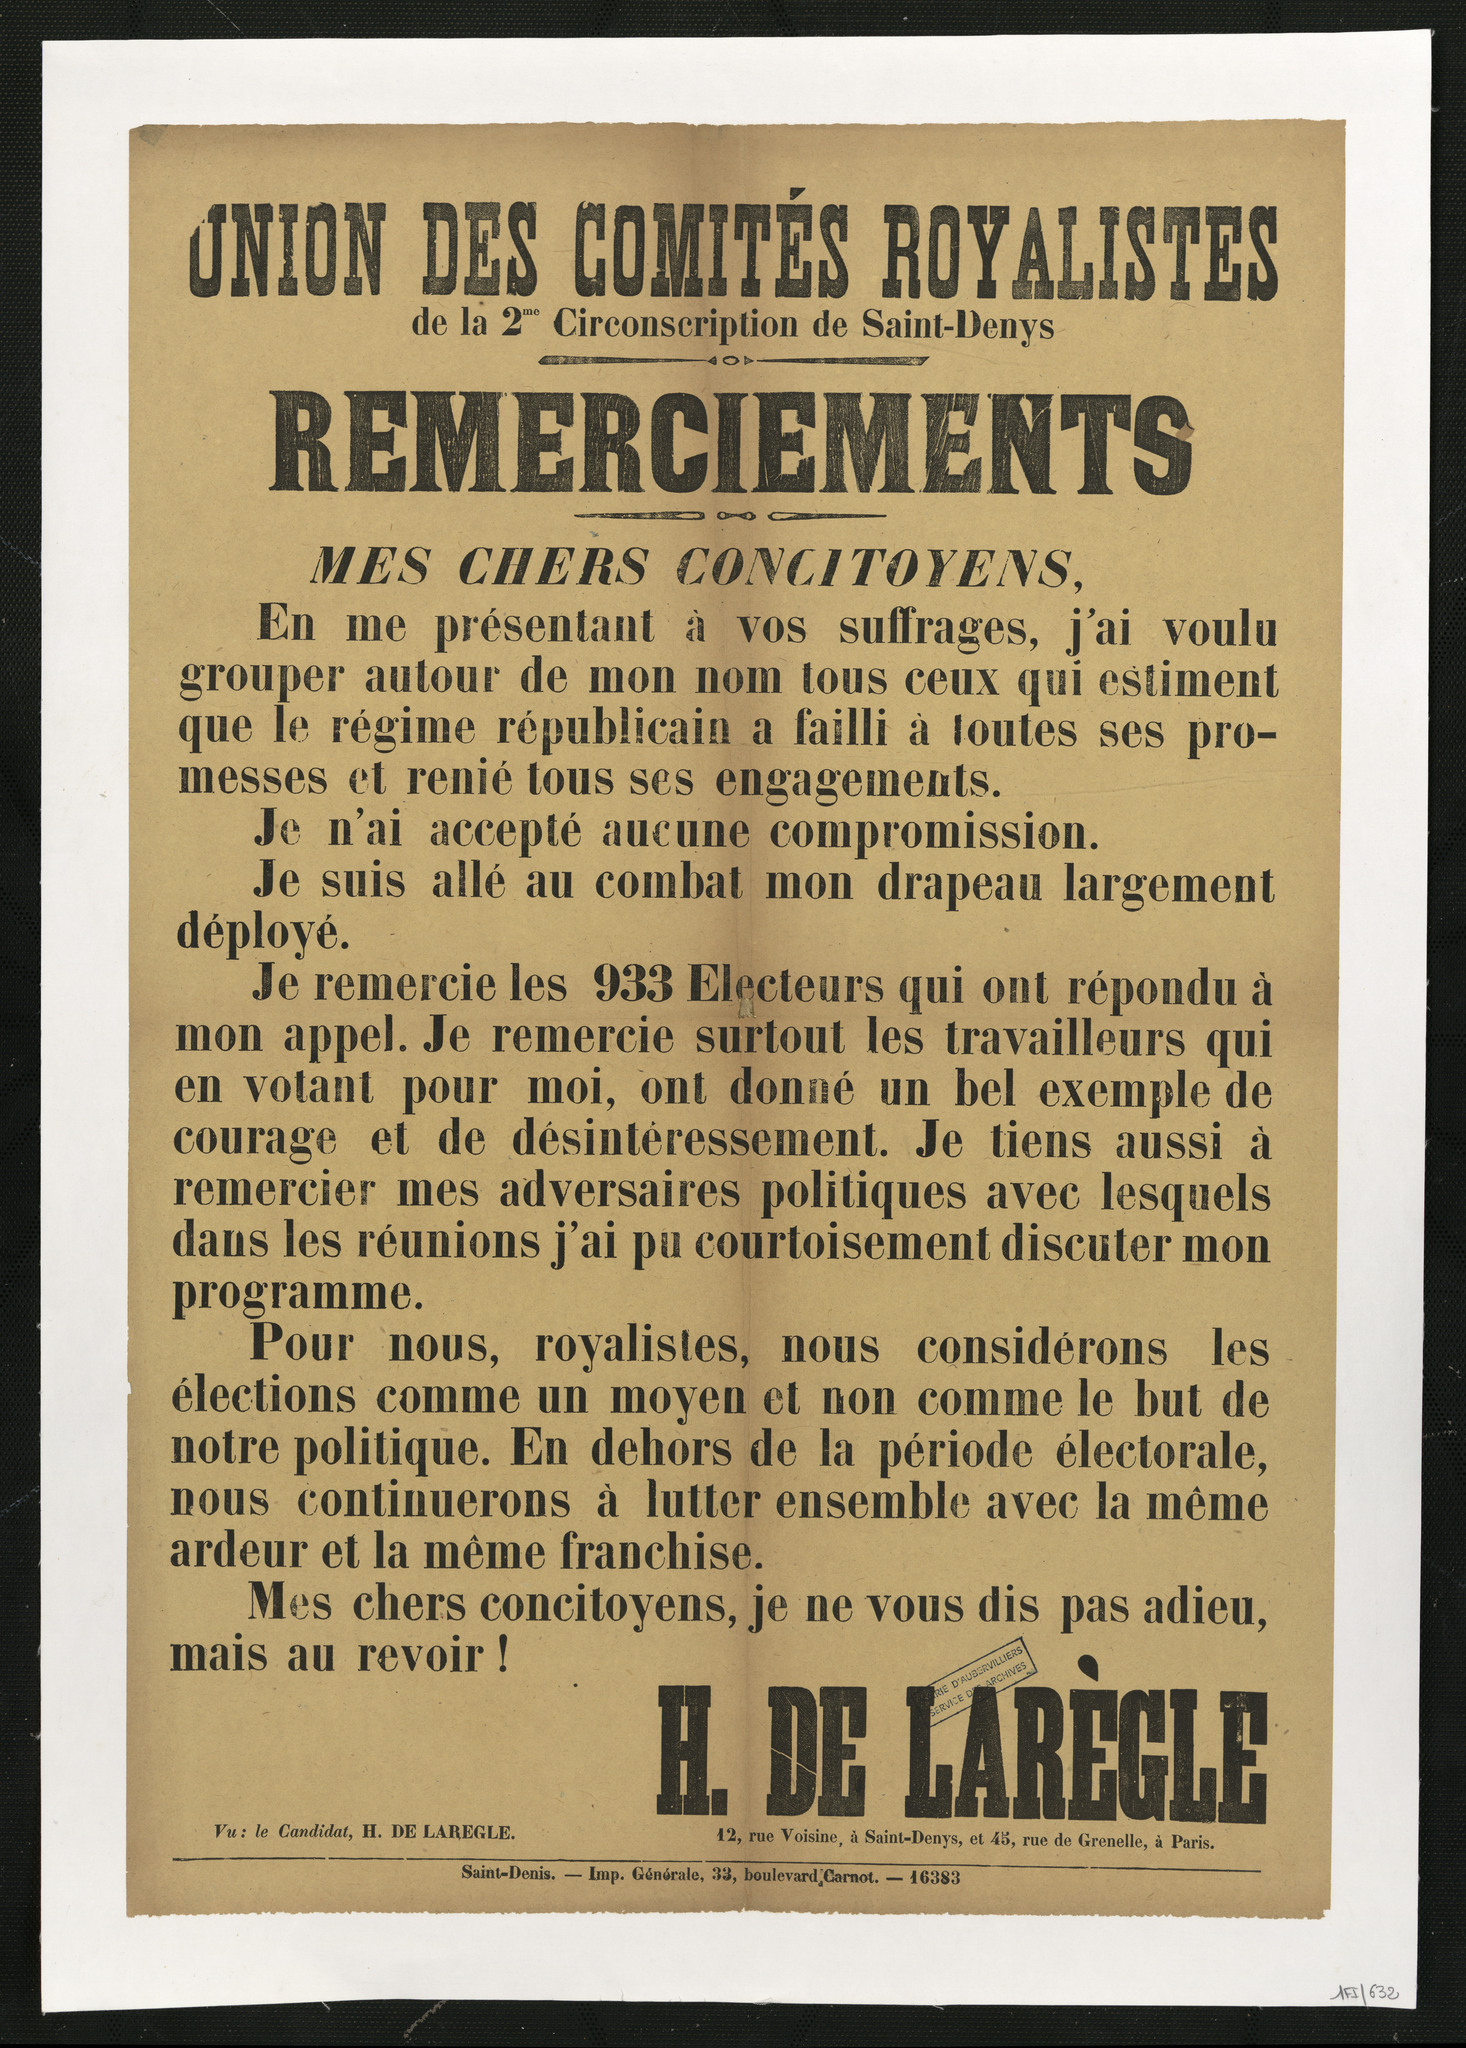 UNION DES COMITÉS ROYALISTES
de la 2me Circonscription de Saint-Denys
REMERCIEMENTS
MES CHERS CONCITOYENS,
En me présentant à vos suffrages, j'ai voulu
grouper autour de mon nom tous ceux qui estiment
que le régime républicain a failli à toutes ses pro-
messes et renié tous ses engagements.
Je n'ai accepté aucune compromission.
Je suis allé au combat mon drapeau largement
déployé.
Je remercie les 933 Electeurs qui ont répondu à
mon appel. Je remercie surtout les travailleurs qui
en votant pour moi, ont donné un bel exemple de
courage et de désintéressement. Je tiens aussi à
remercier mes adversaires politiques avec lesquels
dans les réunions j'ai pu courtoisement discuter mon
programme.
Pour nous, royalistes, nous considérons les
élections comme un moyen et non comme le but de
notre politique. En dehors de la période électorale,
nous continuerons à lutter ensemble avec la même
ardeur et la même franchise.
Mes chers concitoyens, je ne vous dis pas adieu,
mais au revoir !
D'AUBERVILLIERS
SERVICE DES ARCHIVES
H. DE LARÈGLE
Vu : le Candidat, H. DE LAREGLE.
12, rue Voisine, à Saint-Denys, et 45, rue de Grenelle, à Paris.
Saint-Denis. — Imp. Générale, 33, boulevard Carnot. — 16383
1FI/632